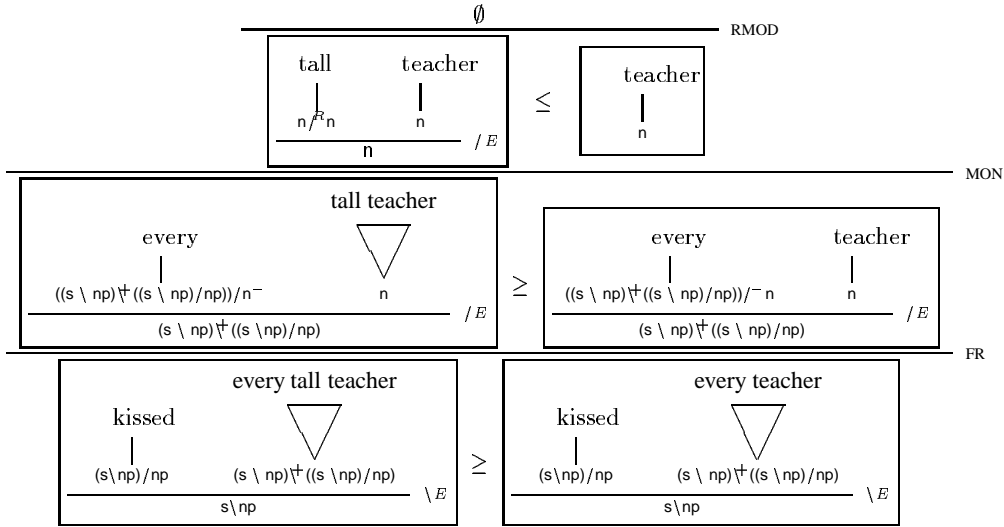 ∅
RMOD
tall teacher ≤ teacher
n/ᴿn n n
/E
n
MON
tall teacher
every every teacher
((s \ np)\⁺((s \ np)/np))/n⁻ n ≥ ((s \ np)\⁺((s \ np)/np))/⁻n n
/E /E
(s \ np)\⁺((s \np)/np) (s \ np)\⁺((s \ np)/np)
FR
every tall teacher every teacher
kissed kissed
≥
(s\np)/np (s \ np)\⁺((s \ np)/np) (s\np)/np (s \ np)\⁺((s \ np)/np)
\E \E
s\np s\np